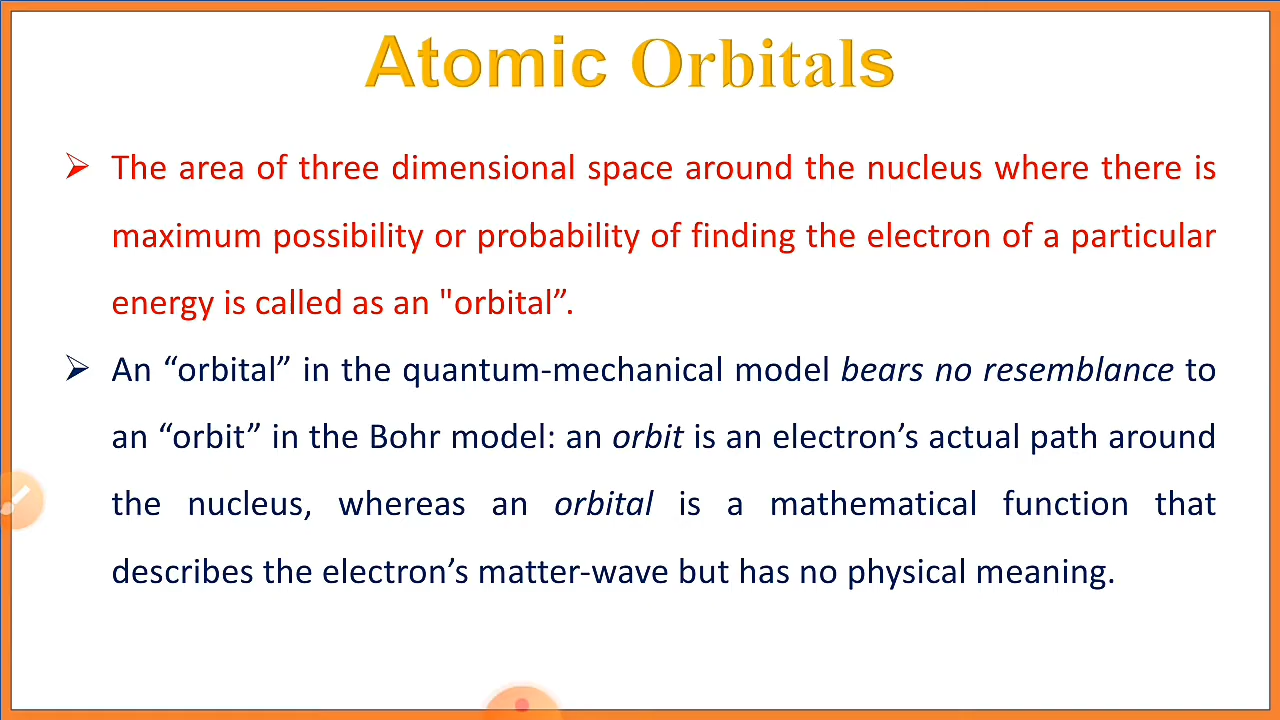 Atomic Orbitals
➢ The area of three dimensional space around the nucleus where there is
maximum possibility or probability of finding the electron of a particular
energy is called as an "orbital”.
➢ An “orbital” in the quantum-mechanical model bears no resemblance to
an “orbit” in the Bohr model: an orbit is an electron’s actual path around
the nucleus, whereas an orbital is a mathematical function that
describes the electron’s matter-wave but has no physical meaning.